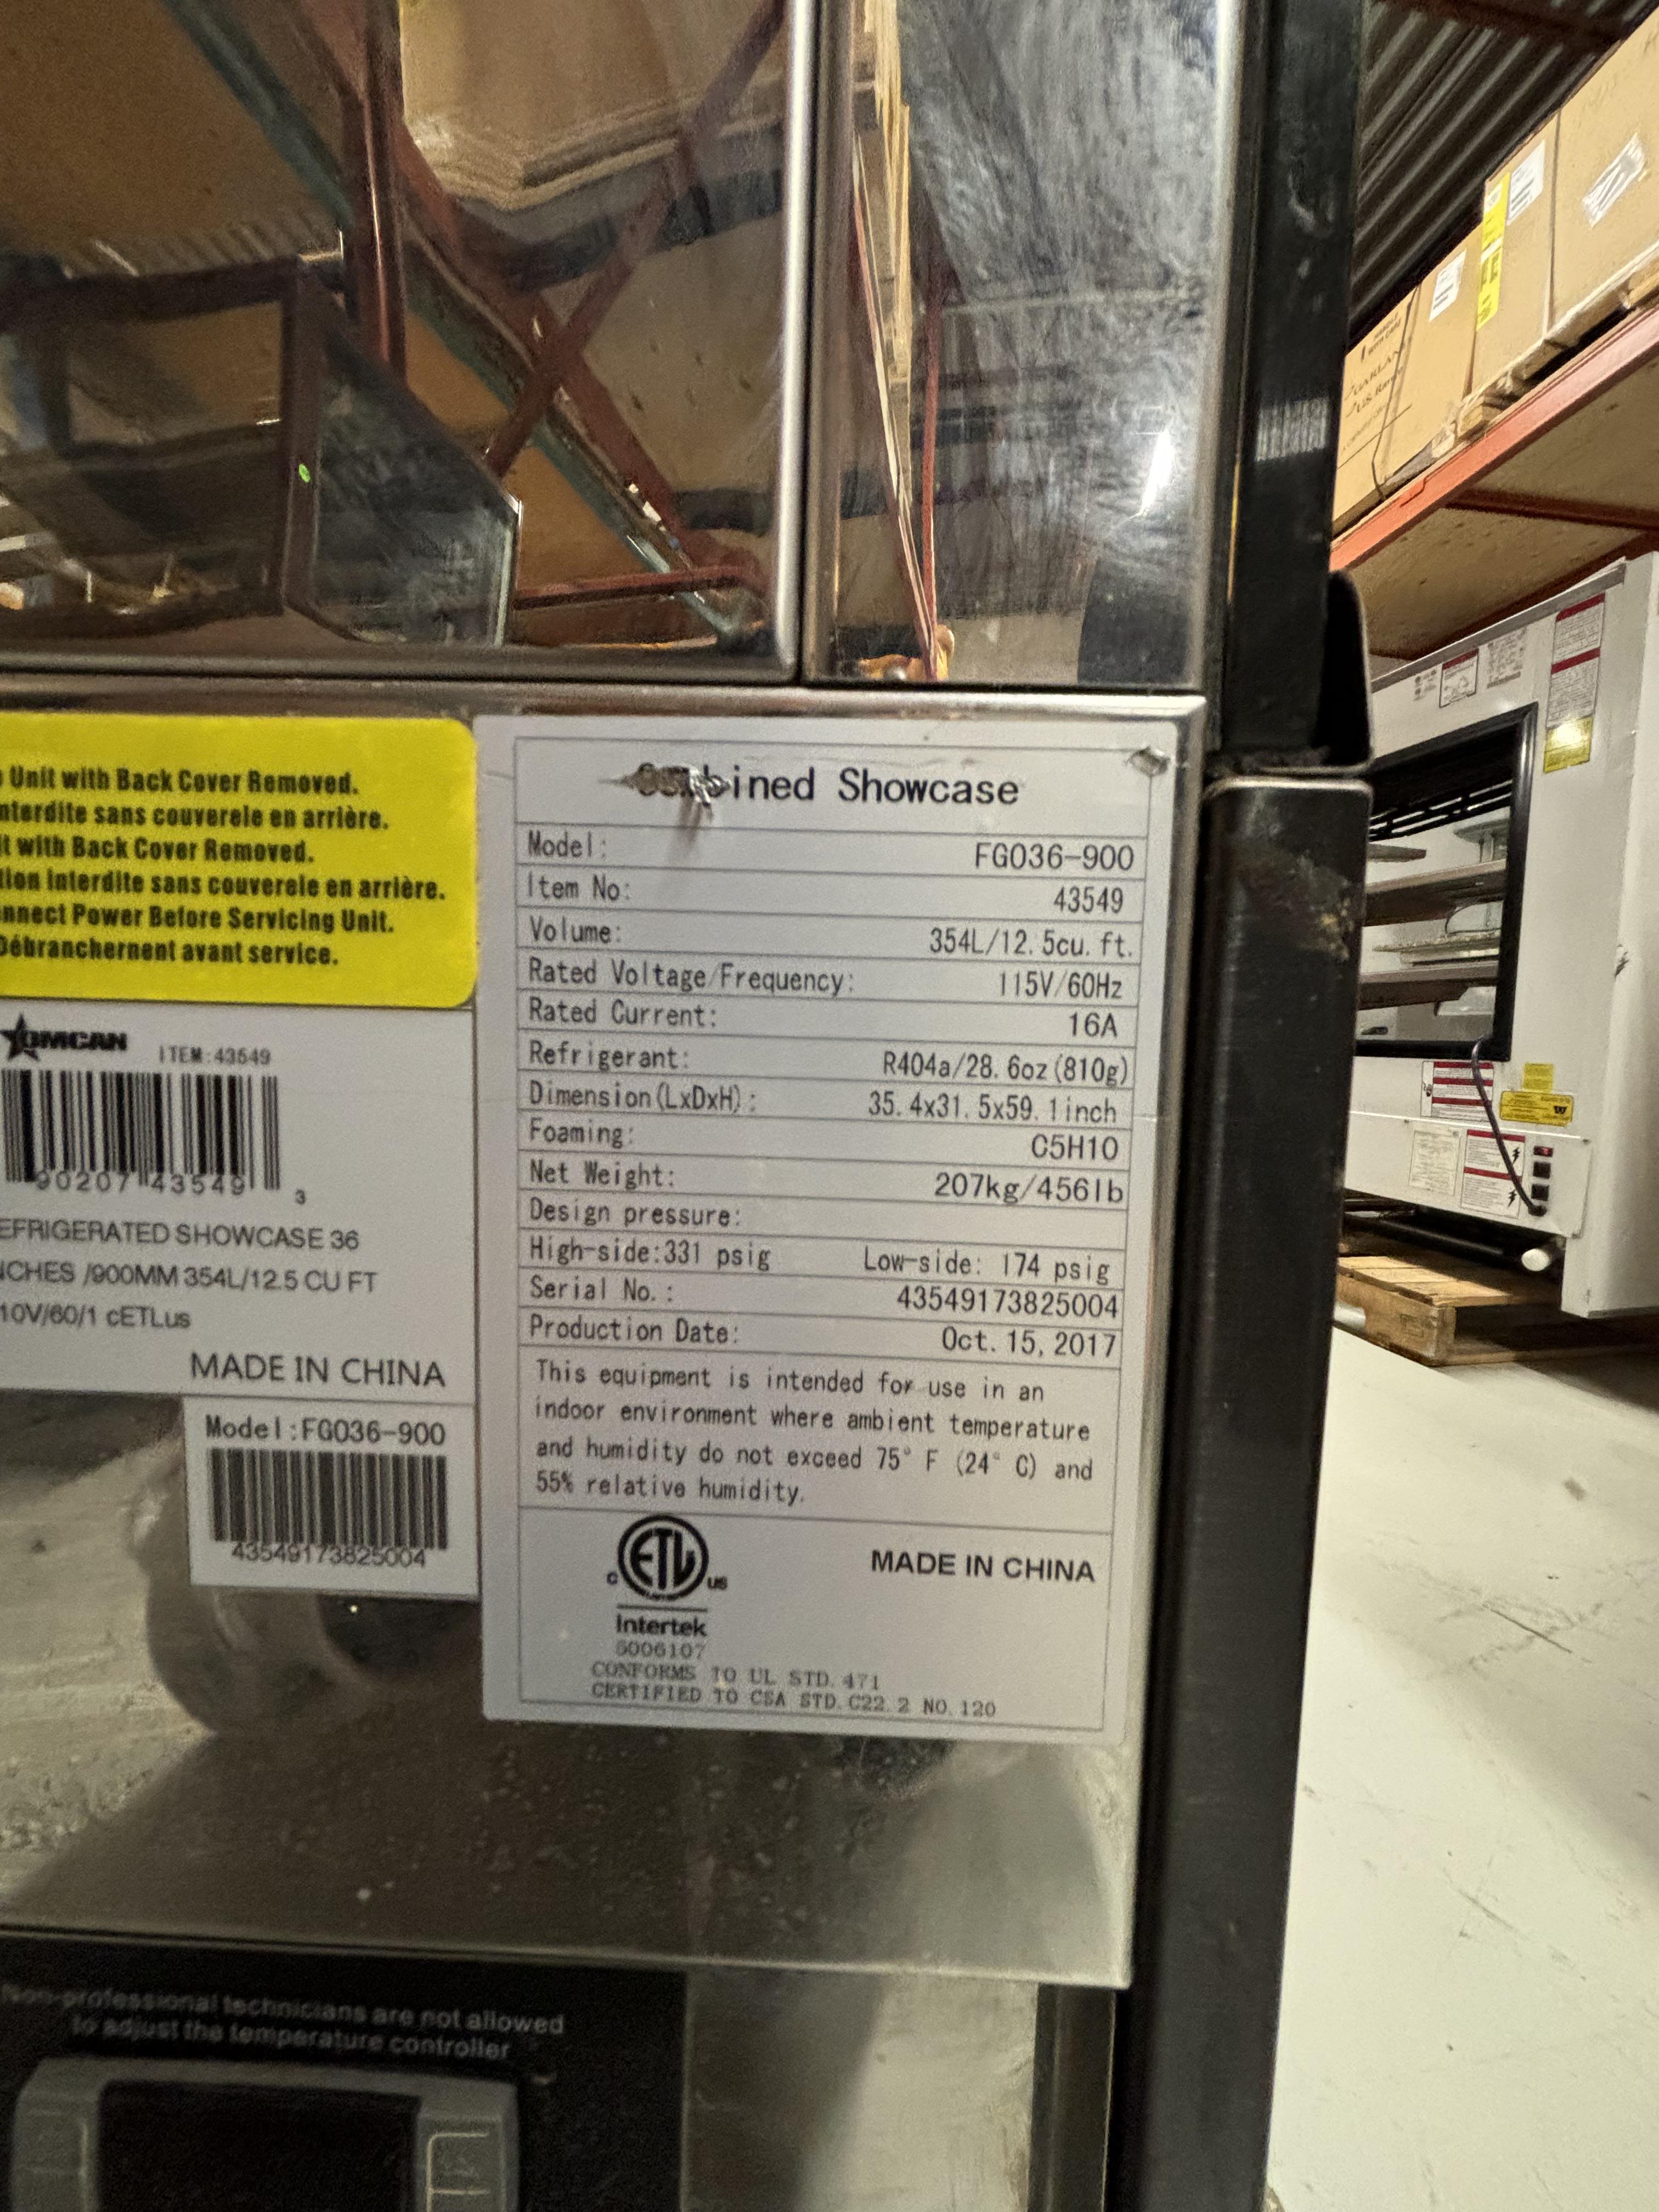 Unit with Back Cover Removed.
nterdite sans couverele en arrière.
it with Back Cover Removed.
tion Interdite sans couverele en arrière.
nnect Power Before Servicing Unit.
Débranchernent avant service.
OMCAN ITEM:43549
90207 43549 3
EFRIGERATED SHOWCASE 36
NCHES /900MM 354L/12.5 CU FT
10V/60/1 cETLus
MADE IN CHINA
Model:FG036-900
43549173825004
Combined Showcase
Model: FG036-900
Item No: 43549
Volume: 354L/12.5cu.ft.
Rated Voltage/Frequency: 115V/60Hz
Rated Current: 16A
Refrigerant: R404a/28.6oz(810g)
Dimension(LxDxH): 35.4x31.5x59.1inch
Foaming: C5H10
Net Weight: 207kg/456lb
Design pressure:
High-side:331 psig Low-side: 174 psig
Serial No.: 43549173825004
Production Date: Oct.15,2017
This equipment is intended for use in an
indoor environment where ambient temperature
and humidity do not exceed 75° F (24° C) and
55% relative humidity.
ETL
C US
Intertek
5006107
CONFORMS TO UL STD.471
CERTIFIED TO CSA STD.C22.2 NO.120
MADE IN CHINA
Non-professional technicians are not allowed
to adjust the temperature controller